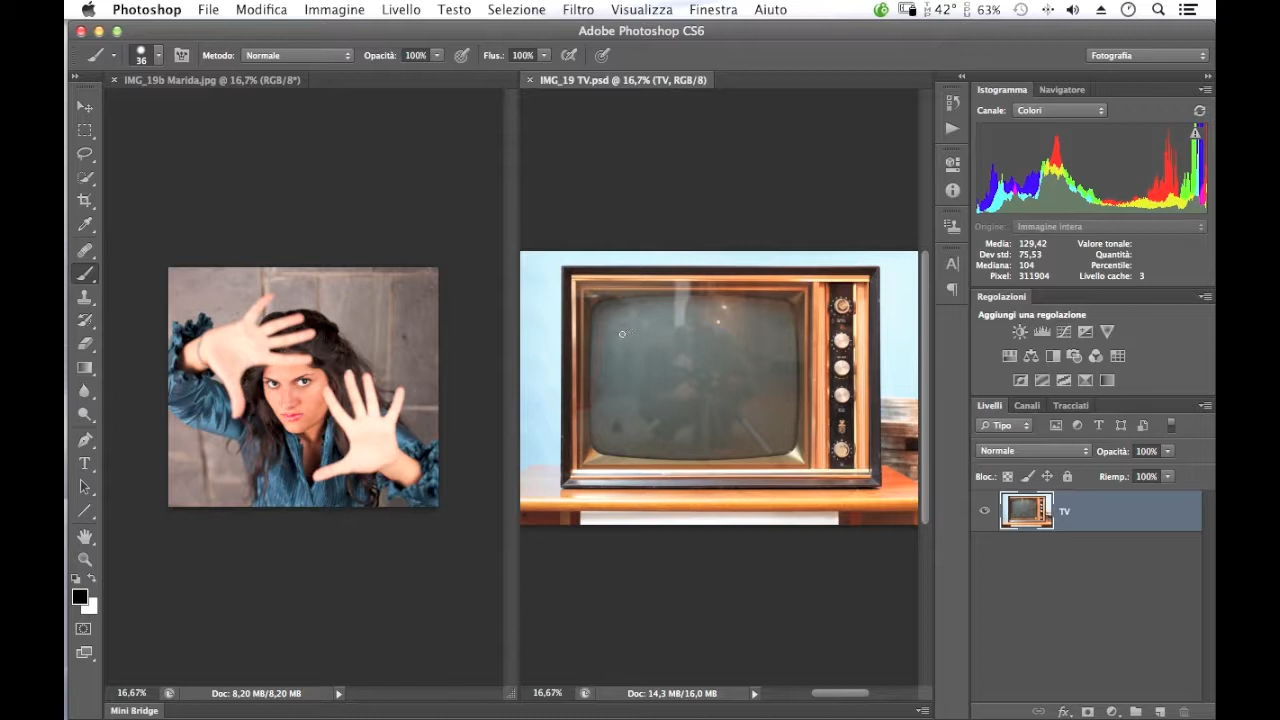 Photoshop File Modifica Immagine Livello Testo Selezione Filtro Visualizza Finestra Aiuto 42° 63%
Adobe Photoshop CS6
36 Metodo: Normale Opacità: 100% Flus.: 100% Fotografia
IMG_19b Marida.jpg @ 16,7% (RGB/8*) IMG_19 TV.psd @ 16,7% (TV, RGB/8)
Istogramma Navigatore
Canale: Colori
Origine: Immagine intera
Media: 129,42 Valore tonale:
Dev std: 75,53 Quantità:
Mediana: 104 Percentile:
Pixel: 311904 Livello cache: 3
Regolazioni
Aggiungi una regolazione
Livelli Canali Tracciati
Tipo
Normale Opacità: 100%
Bloc.: Riemp.: 100%
TV
16,67% Doc: 8,20 MB/8,20 MB 16,67% Doc: 14,3 MB/16,0 MB
Mini Bridge